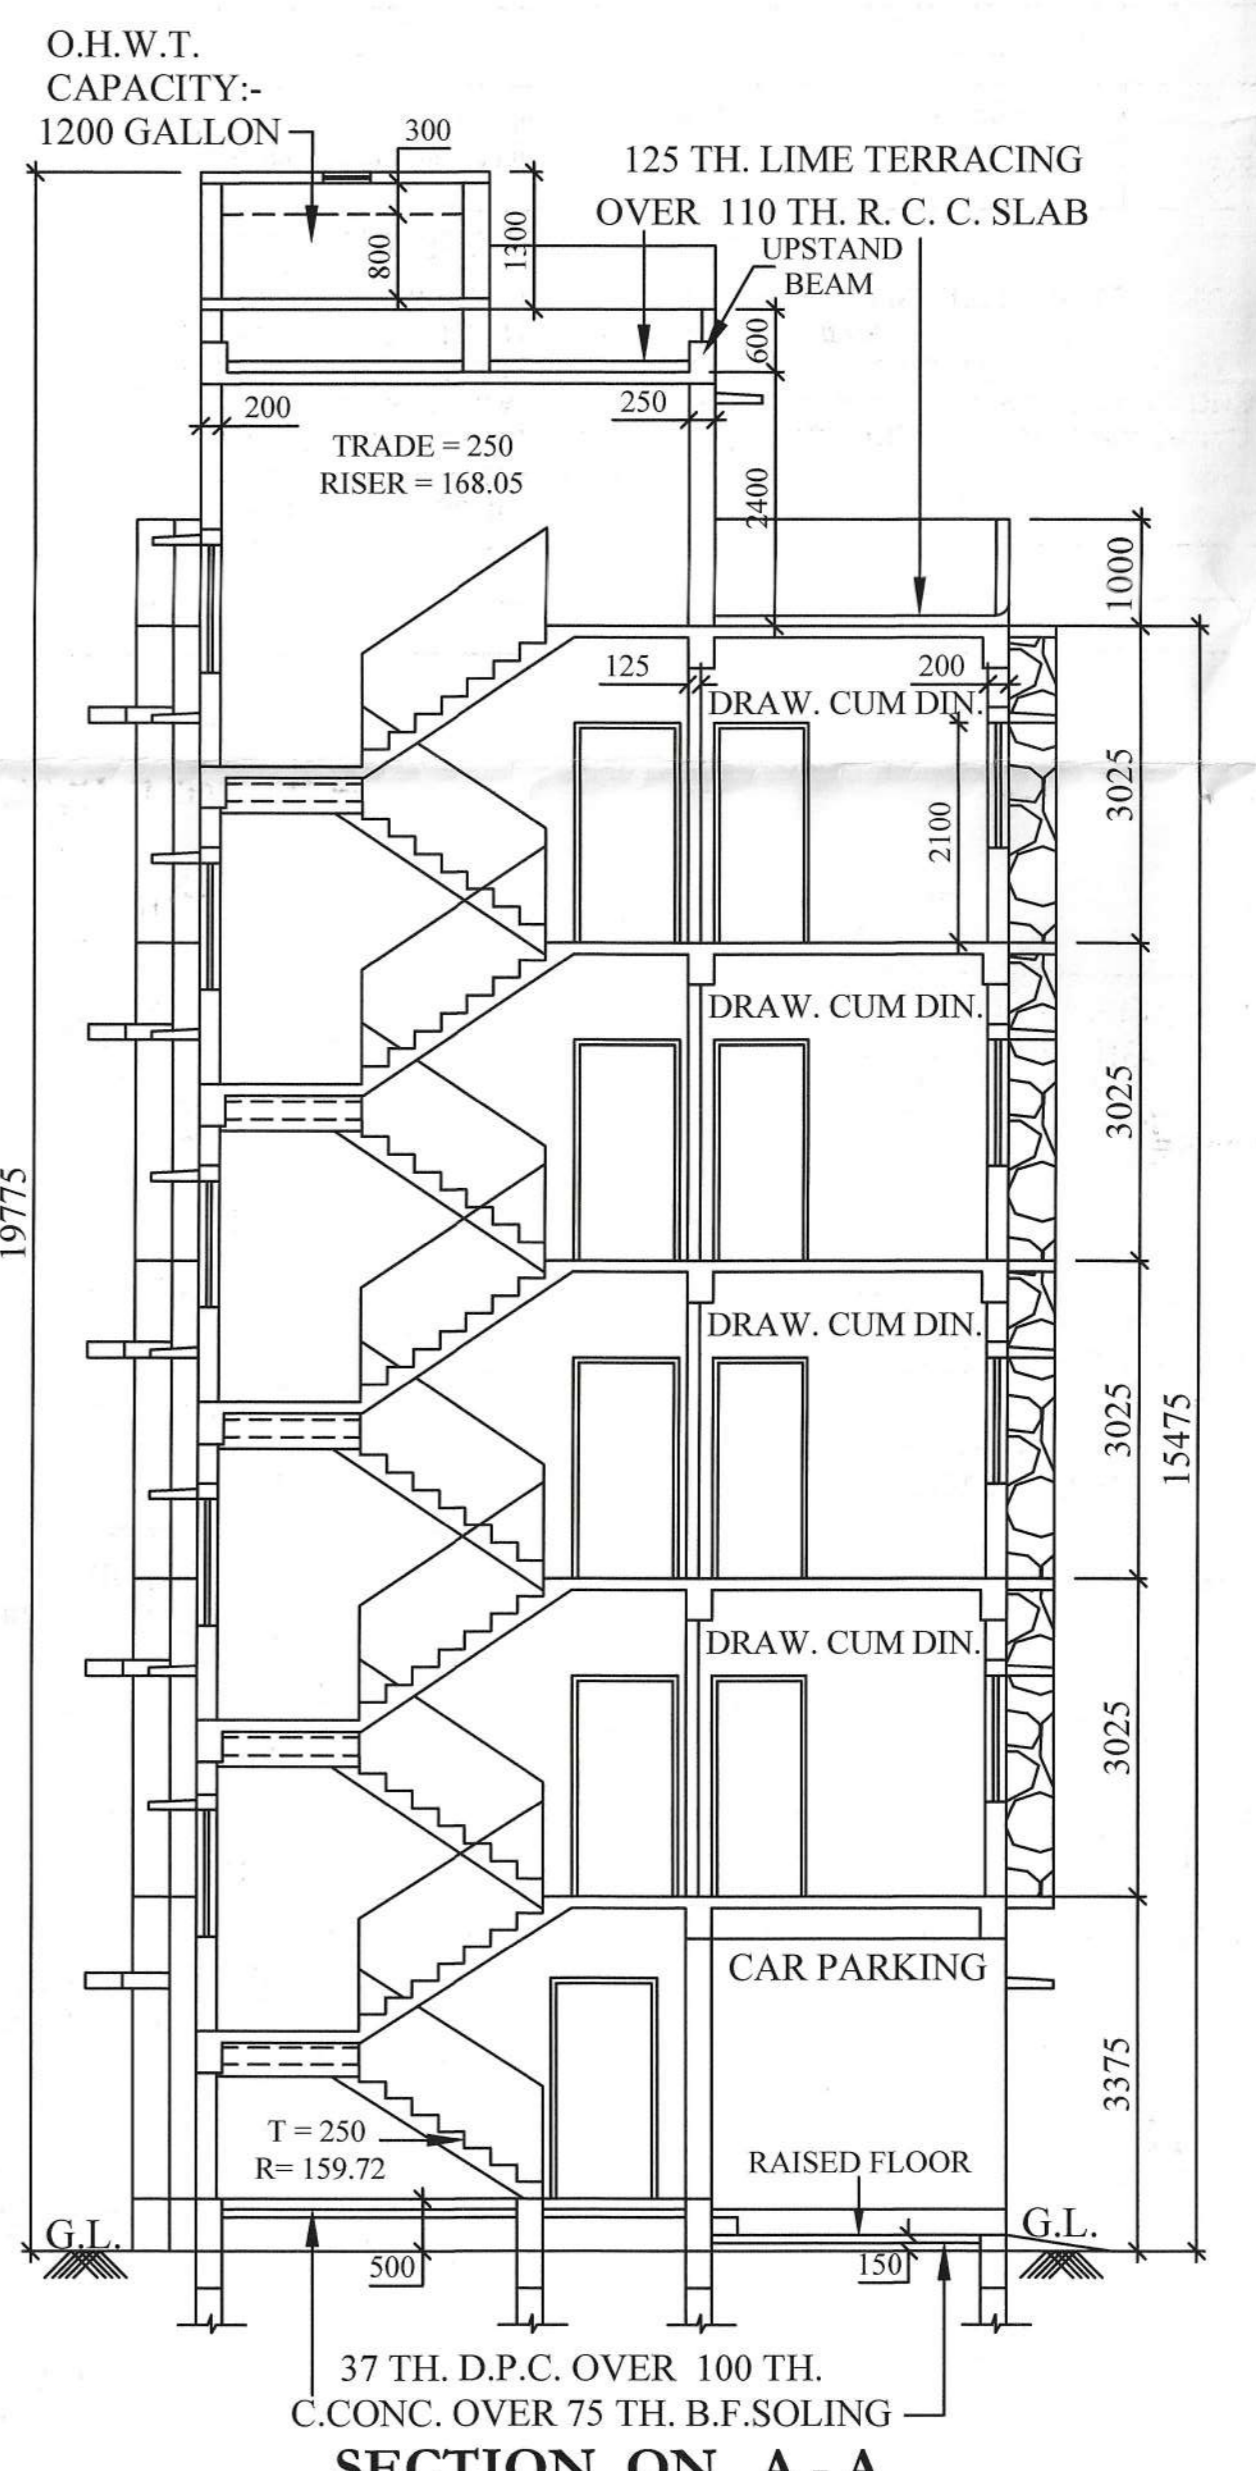 O.H.W.T.
CAPACITY:-
1200 GALLON
300
125 TH. LIME TERRACING
OVER 110 TH. R. C. C. SLAB
UPSTAND
BEAM
800
1300
600
200
250
TRADE = 250
RISER = 168.05
2400
1000
125
200
DRAW. CUM DIN.
2100
3025
DRAW. CUM DIN.
3025
19775
DRAW. CUM DIN.
3025
15475
DRAW. CUM DIN.
3025
CAR PARKING
3375
T = 250
R= 159.72
RAISED FLOOR
G.L.
G.L.
500
150
37 TH. D.P.C. OVER 100 TH.
C.CONC. OVER 75 TH. B.F.SOLING
SECTION ON A-A